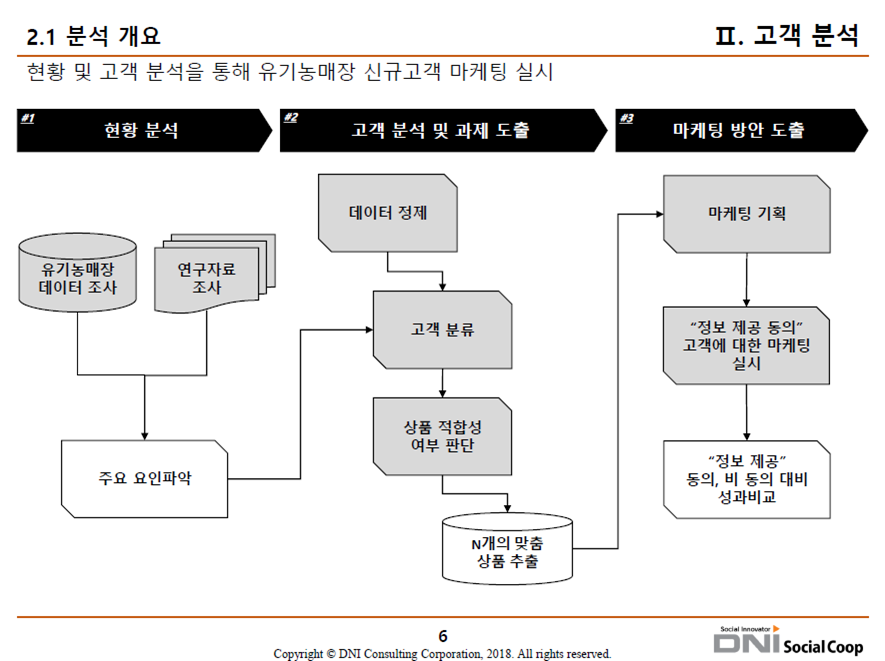 2.1 분석 개요
Ⅱ. 고객 분석
현황 및 고객 분석을 통해 유기농매장 신규고객 마케팅 실시
#1
현황 분석
#2
고객 분석 및 과제 도출
#3
마케팅 방안 도출
유기농매장
데이터 조사
연구자료
조사
주요 요인파악
데이터 정제
고객 분류
상품 적합성
여부 판단
N개의 맞춤
상품 추출
마케팅 기획
“정보 제공 동의”
고객에 대한 마케팅
실시
“정보 제공”
동의, 비 동의 대비
성과비교
6
Copyright © DNI Consulting Corporation, 2018. All rights reserved.
Social Innovator
DNI Social Coop